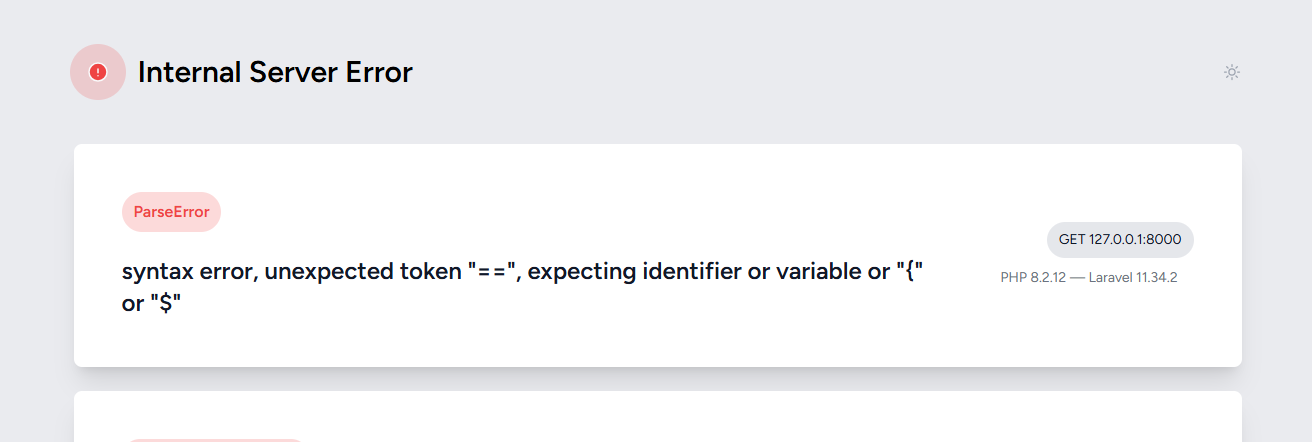 Internal Server Error
ParseError
GET 127.0.0.1:8000
syntax error, unexpected token "==", expecting identifier or variable or "{"
or "$"
PHP 8.2.12 — Laravel 11.34.2